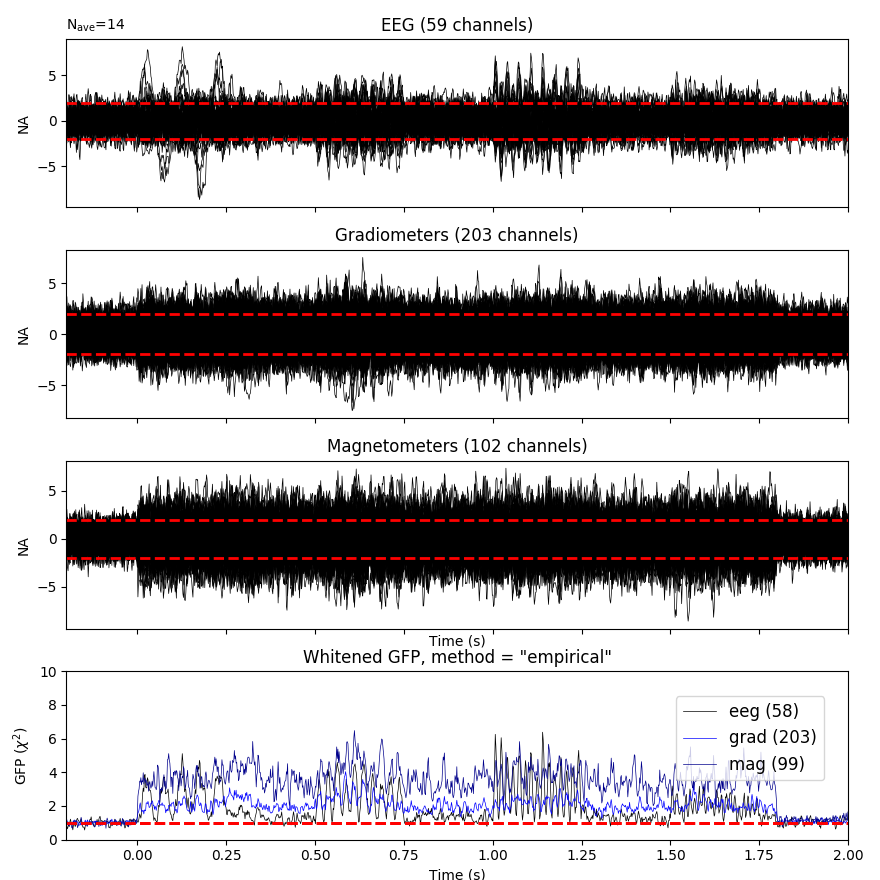 N_ave=14
EEG (59 channels)
5
0
−5
NA
Gradiometers (203 channels)
5
0
−5
NA
Magnetometers (102 channels)
5
0
−5
NA
Time (s)
Whitened GFP, method = "empirical"
10
8
6
4
2
0
GFP (χ²)
eeg (58)
grad (203)
mag (99)
0.00 0.25 0.50 0.75 1.00 1.25 1.50 1.75 2.00
Time (s)